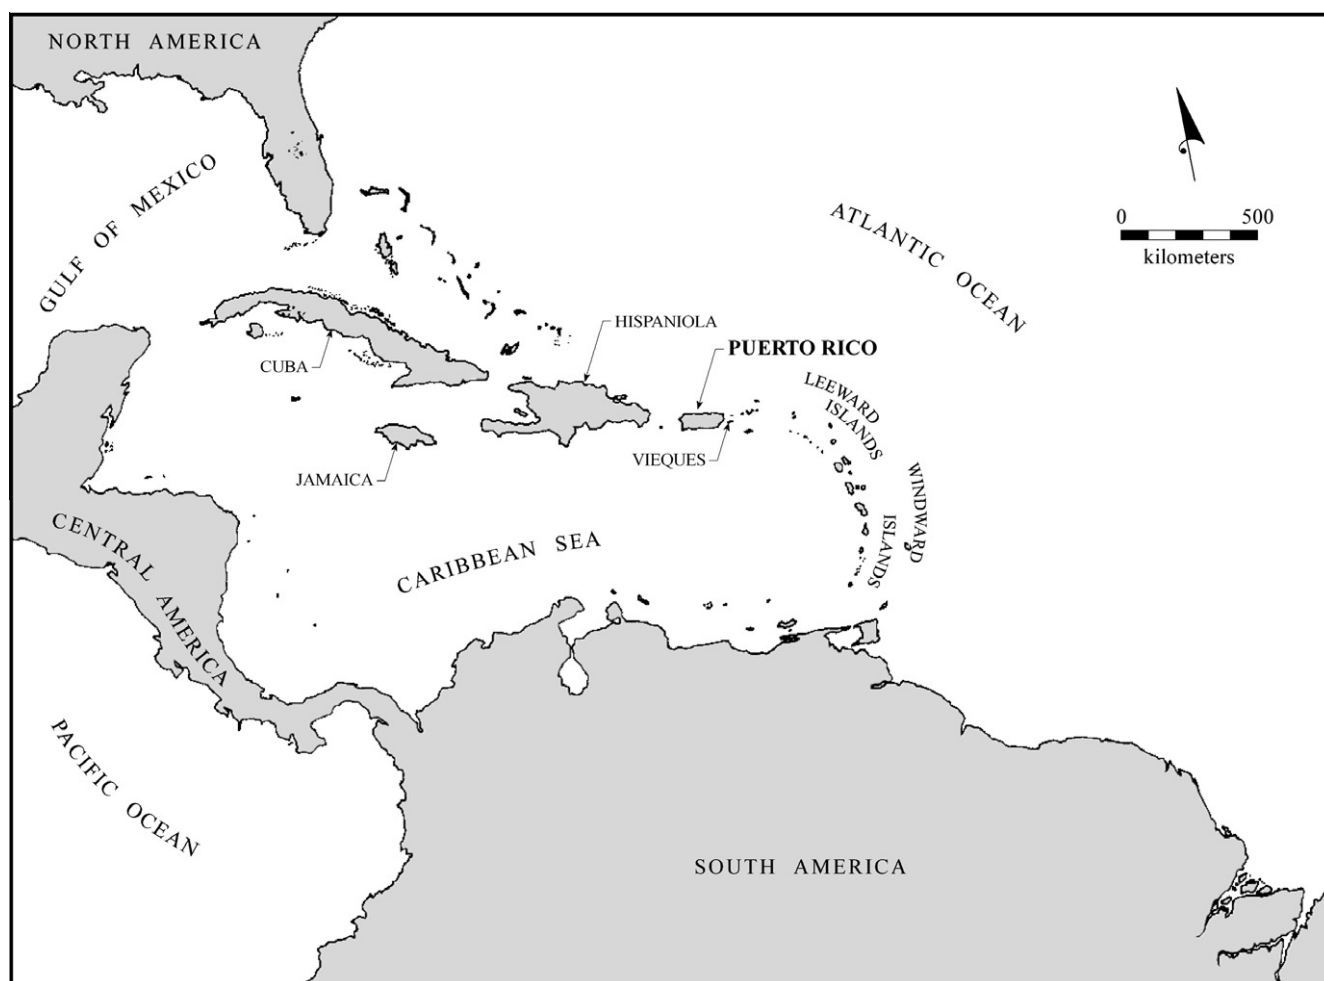 NORTH AMERICA
GULF OF MEXICO
ATLANTIC OCEAN
0 500
kilometers
HISPANIOLA
PUERTO RICO
CUBA
LEEWARD
ISLANDS
VIEQUES
JAMAICA
WINDWARD
ISLANDS
CENTRAL AMERICA
CARIBBEAN SEA
PACIFIC OCEAN
SOUTH AMERICA